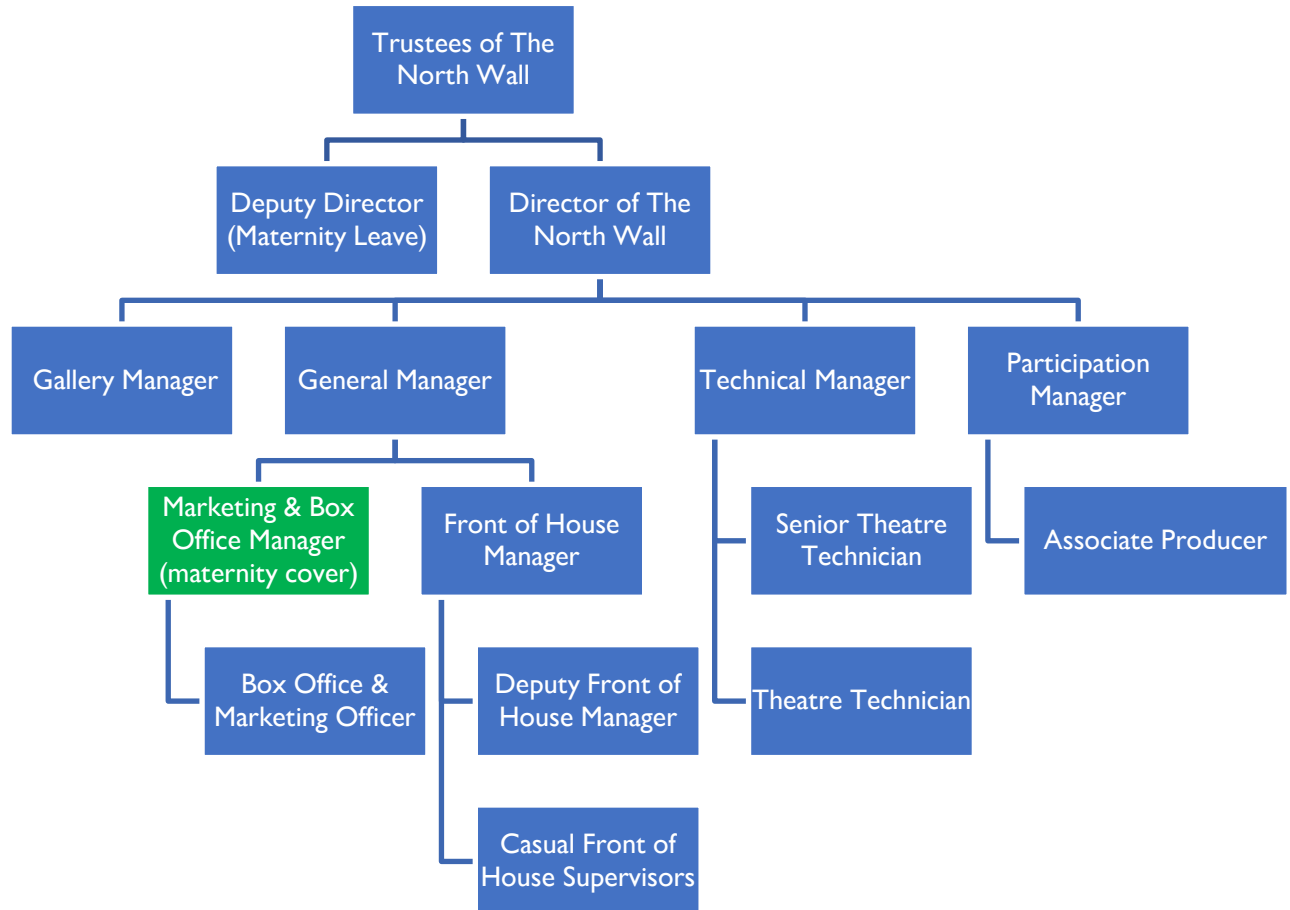 Trustees of The
North Wall
Deputy Director
(Maternity Leave)
Director of The
North Wall
Gallery Manager
General Manager
Technical Manager
Participation
Manager
Marketing & Box
Office Manager
(maternity cover)
Front of House
Manager
Senior Theatre
Technician
Associate Producer
Box Office &
Marketing Officer
Deputy Front of
House Manager
Theatre Technician
Casual Front of
House Supervisors